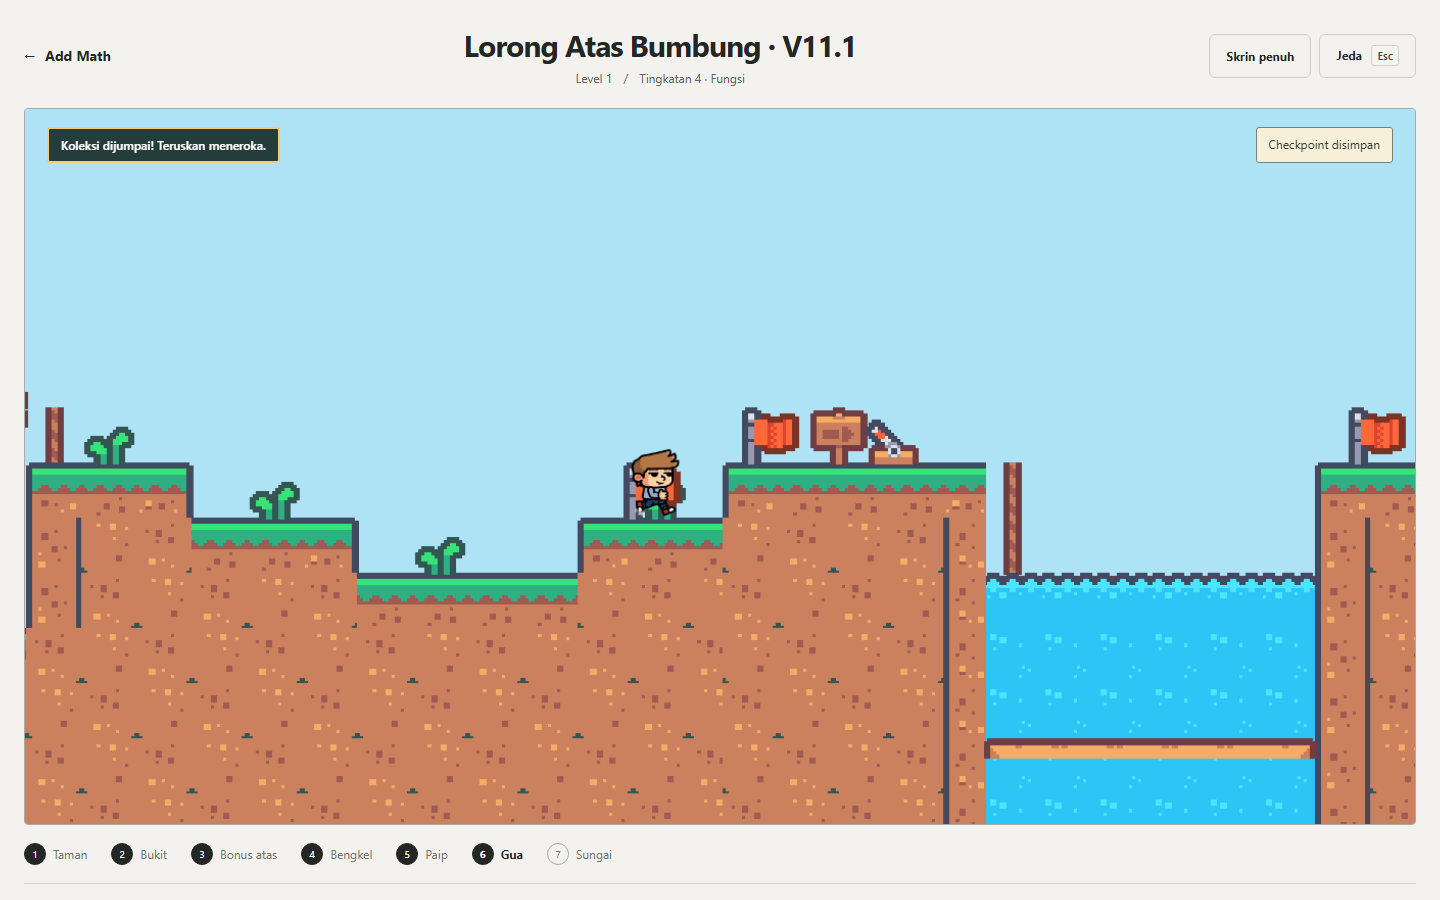 ← Add Math
Lorong Atas Bumbung · V11.1
Level 1 / Tingkatan 4 · Fungsi
Skrin penuh
Jeda Esc
Koleksi dijumpai! Teruskan meneroka.
Checkpoint disimpan
1 Taman
2 Bukit
3 Bonus atas
4 Bengkel
5 Paip
6 Gua
7 Sungai